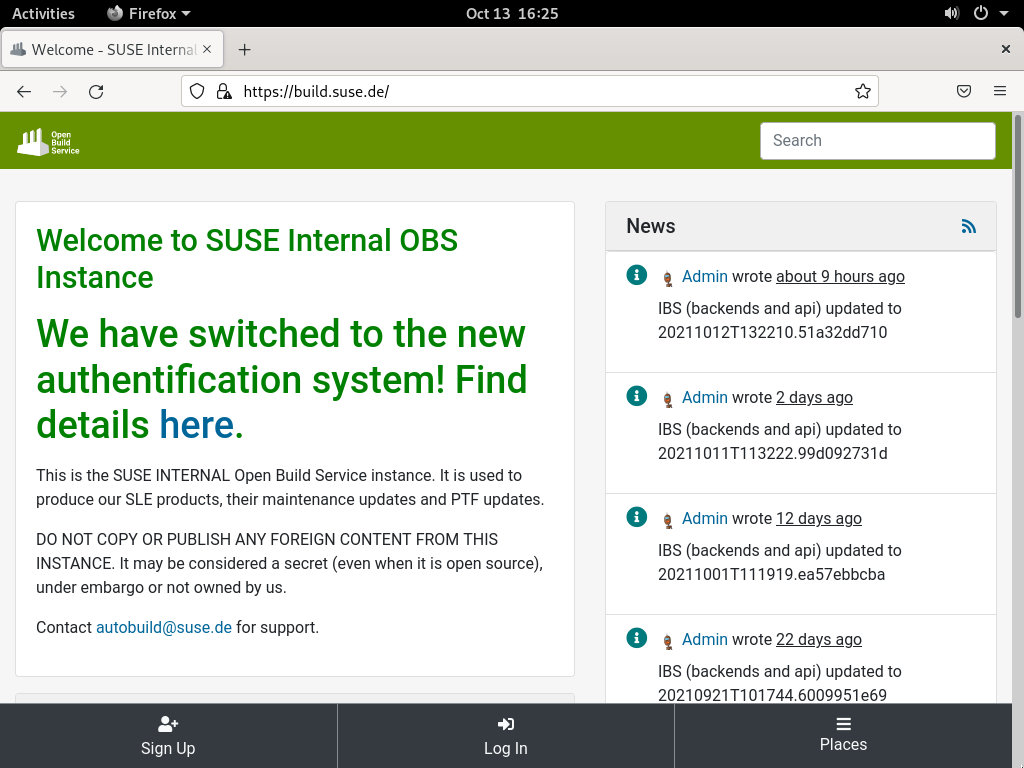 Activities Firefox Oct 13 16:25
Welcome - SUSE Interna
https://build.suse.de/
Open
Build
Service
Search
Welcome to SUSE Internal OBS
Instance
We have switched to the new
authentification system! Find
details here.
This is the SUSE INTERNAL Open Build Service instance. It is used to
produce our SLE products, their maintenance updates and PTF updates.
DO NOT COPY OR PUBLISH ANY FOREIGN CONTENT FROM THIS
INSTANCE. It may be considered a secret (even when it is open source),
under embargo or not owned by us.
Contact autobuild@suse.de for support.
News
Admin wrote about 9 hours ago
IBS (backends and api) updated to
20211012T132210.51a32dd710
Admin wrote 2 days ago
IBS (backends and api) updated to
20211011T113222.99d092731d
Admin wrote 12 days ago
IBS (backends and api) updated to
20211001T111919.ea57ebbcba
Admin wrote 22 days ago
IBS (backends and api) updated to
20210921T101744.6009951e69
Sign Up
Log In
Places